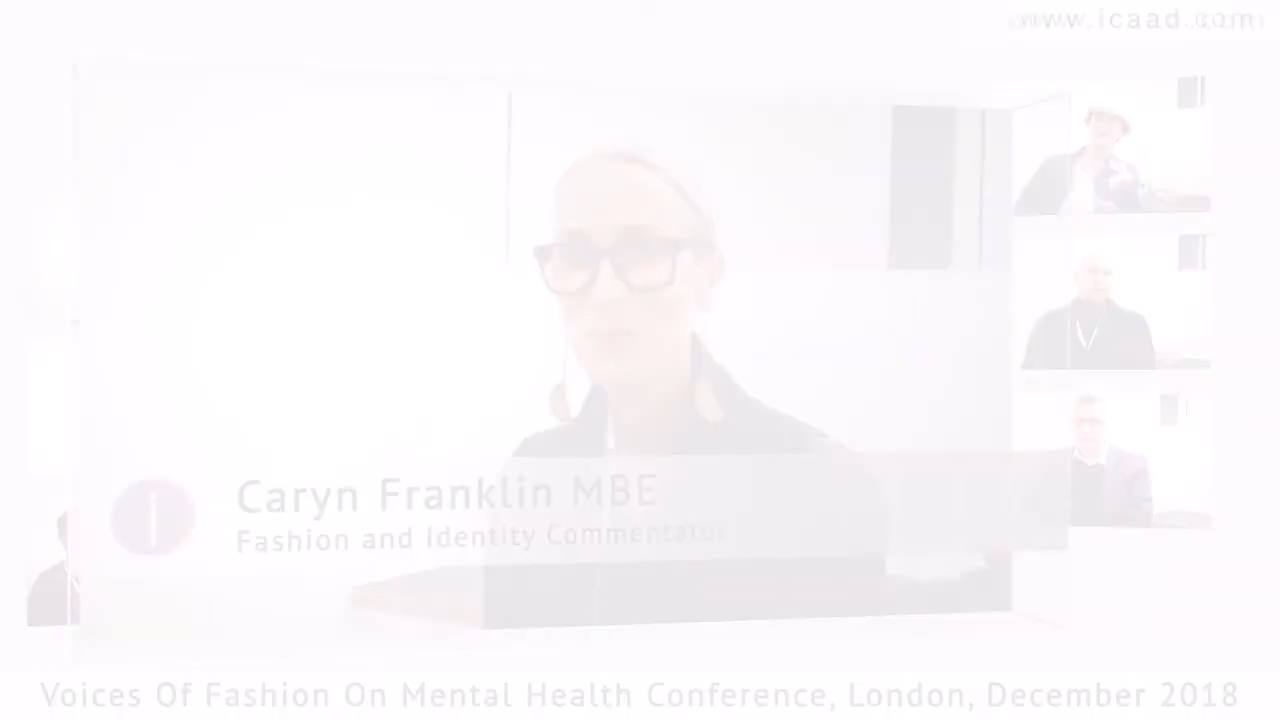 www.icaad.com
Caryn Franklin MBE
Fashion and Identity Commentator
Voices Of Fashion On Mental Health Conference, London, December 2018